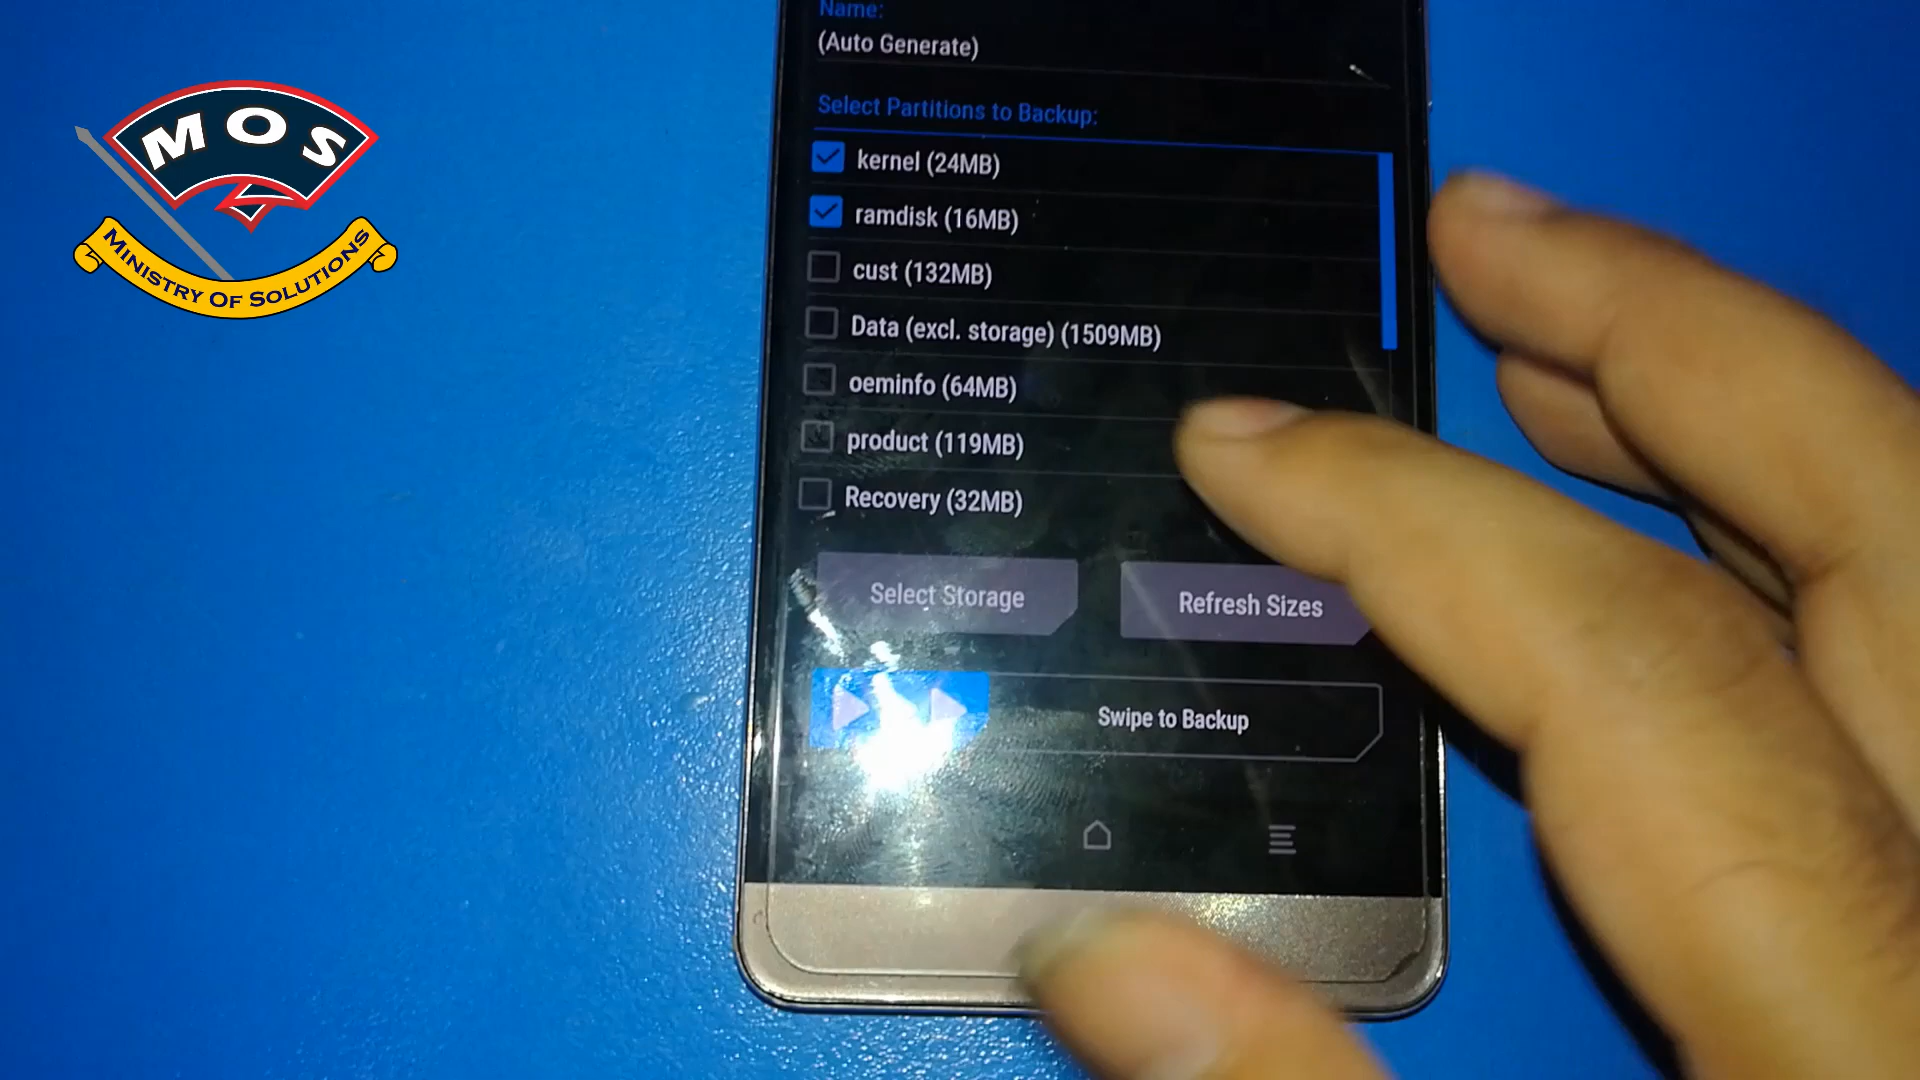 MOS
MINISTRY OF SOLUTIONS
Name:
(Auto Generate)
Select Partitions to Backup:
kernel (24MB)
ramdisk (16MB)
cust (132MB)
Data (excl. storage) (1509MB)
oeminfo (64MB)
product (119MB)
Recovery (32MB)
Select Storage
Refresh Sizes
Swipe to Backup